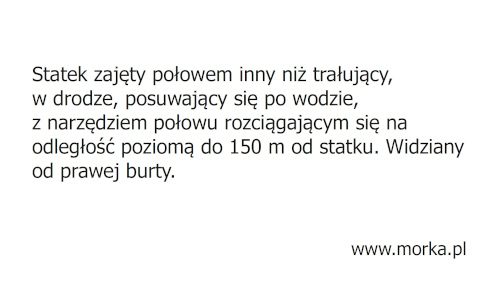 Statek zajęty połowem inny niż trałujący,
w drodze, posuwający się po wodzie,
z narzędziem połowu rozciągającym się na
odległość poziomą do 150 m od statku. Widziany
od prawej burty.
www.morka.pl